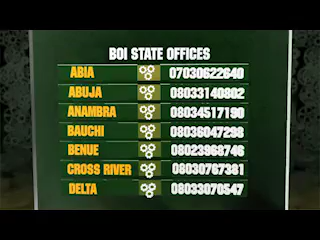 BOI STATE OFFICES
ABIA 07030622640
ABUJA 08033140802
ANAMBRA 08034517190
BAUCHI 08036047298
BENUE 08023968746
CROSS RIVER 08030767381
DELTA 08033070547